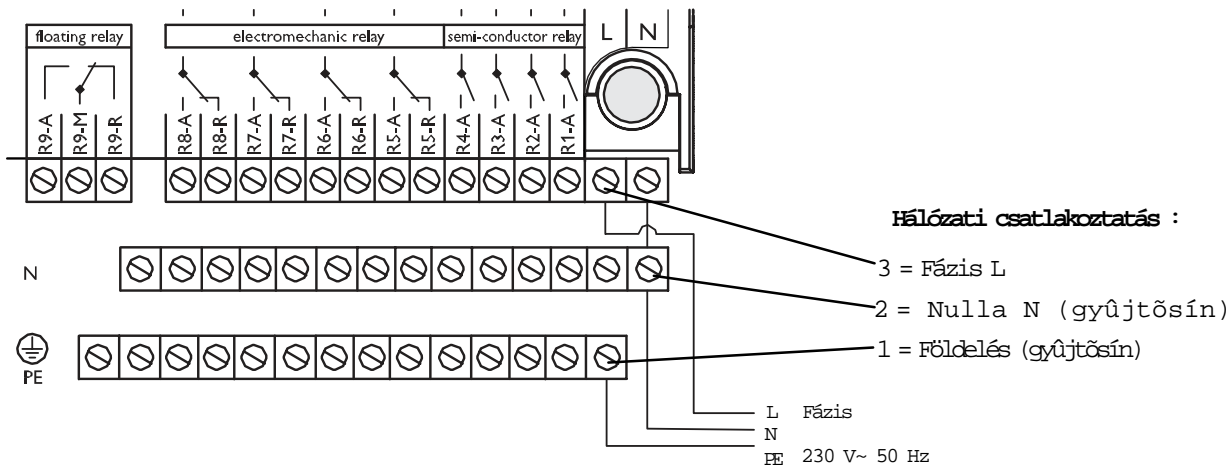 floating relay electromechanic relay semi-conductor relay L N
R9-A R9-M R9-R R8-A R8-R R7-A R7-R R6-A R6-R R5-A R5-R R4-A R3-A R2-A R1-A
Hálózati csatlakoztatás :
3 = Fázis L
N
2 = Nulla N (gyûjtõsín)
1 = Földelés (gyûjtõsín)
PE
L Fázis
N
PE 230 V~ 50 Hz